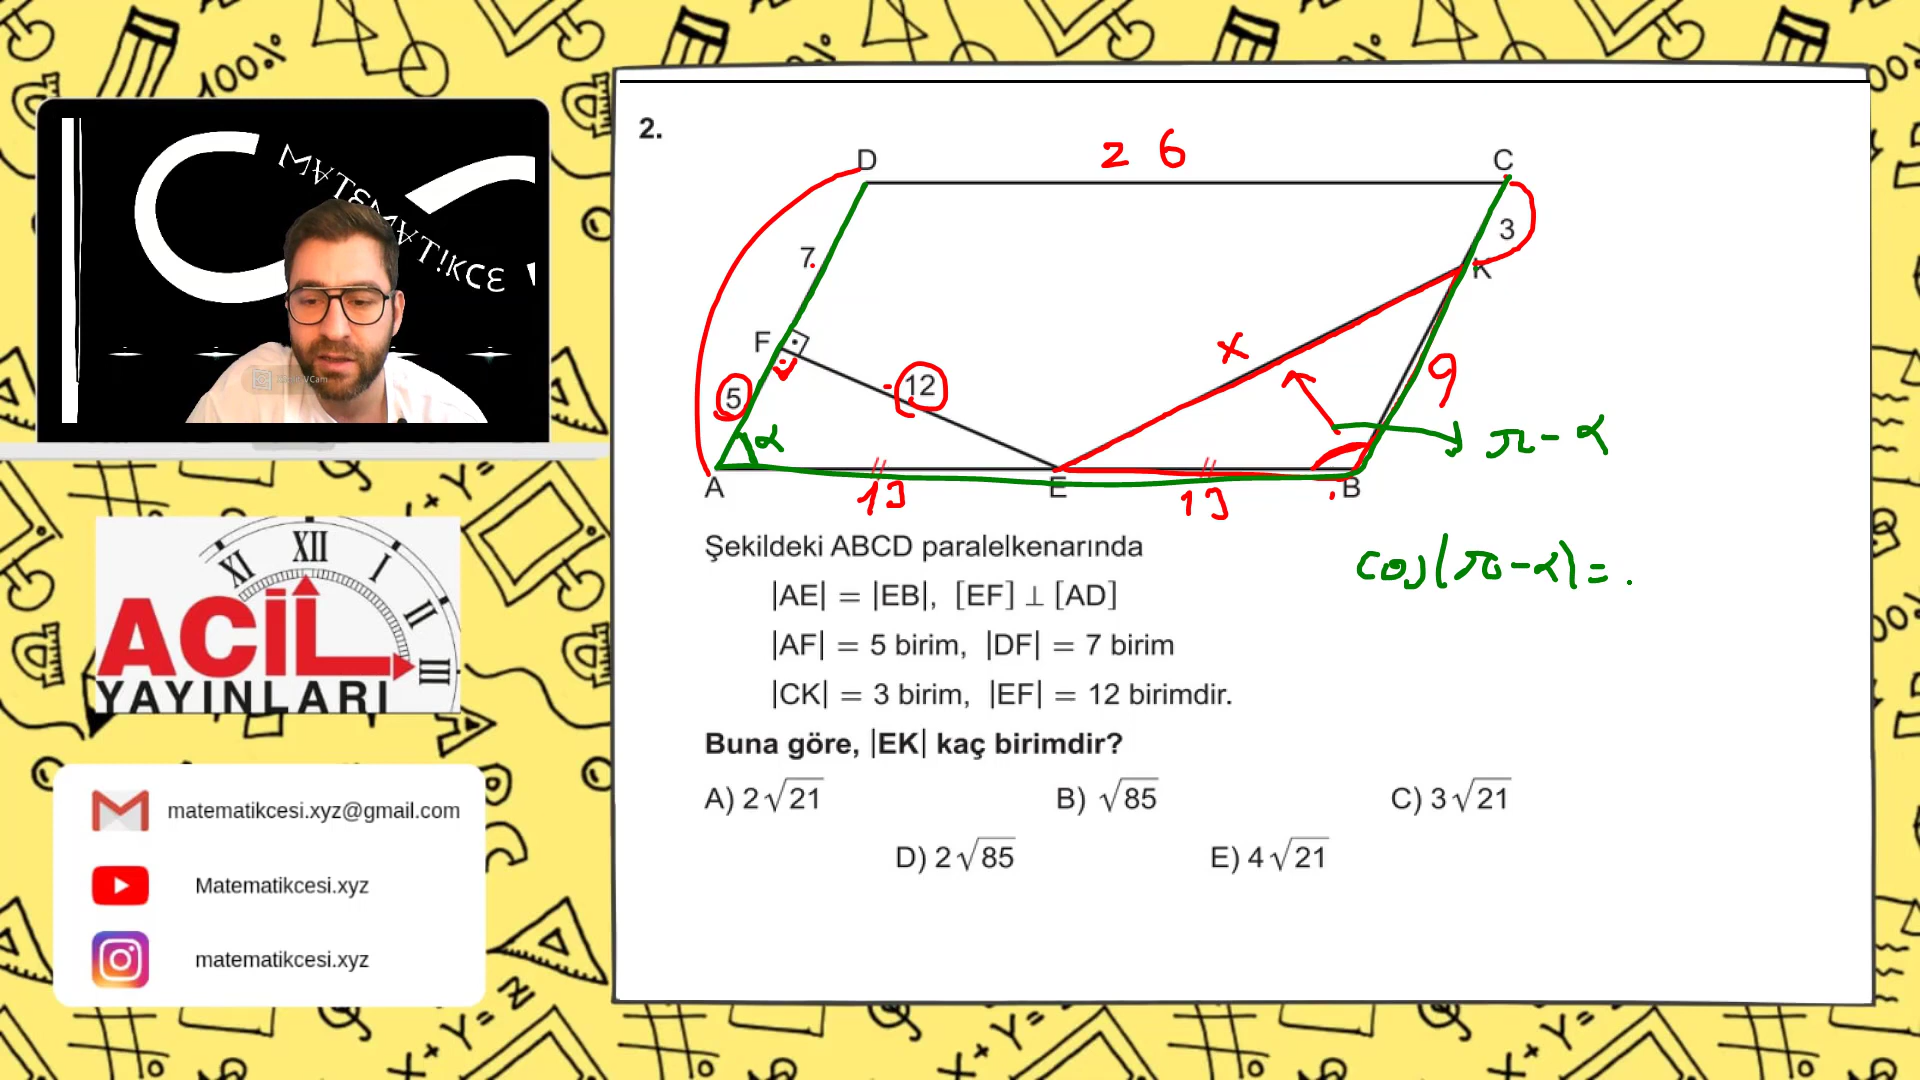 100%
MATEMATİKCE
XI XII I II III
ACİL
YAYINLARI
matematikcesi.xyz@gmail.com
Matematikcesi.xyz
matematikcesi.xyz
2.
D 26 C
3
7
K
F
x
12
9
5
α
π-α
A 13 E 13 B
cos(π-α)= .
Şekildeki ABCD paralelkenarında
|AE| = |EB|, [EF] ⊥ [AD]
|AF| = 5 birim, |DF| = 7 birim
|CK| = 3 birim, |EF| = 12 birimdir.
Buna göre, |EK| kaç birimdir?
A) 2√21 B) √85 C) 3√21
D) 2√85 E) 4√21